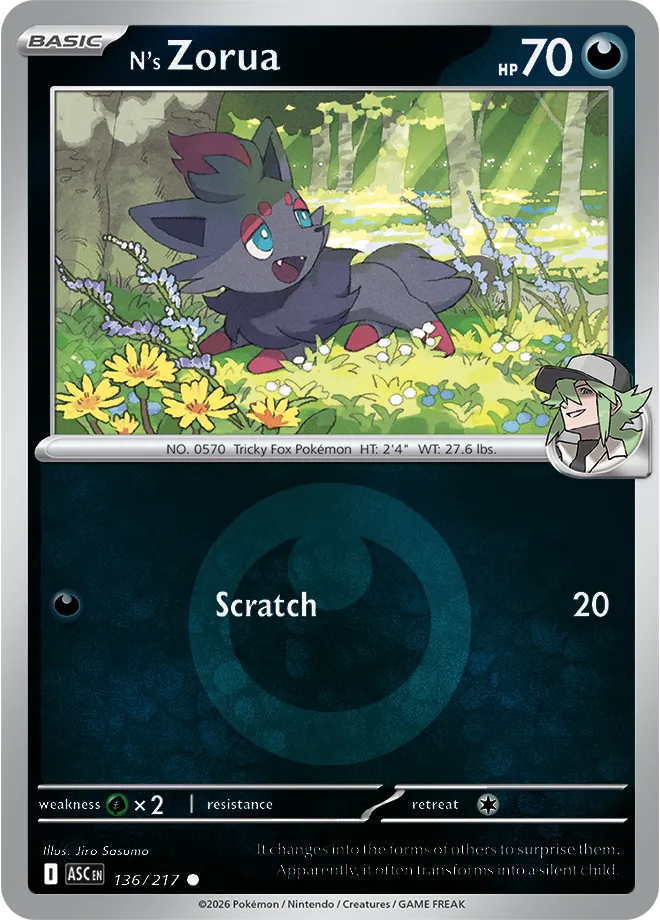 BASIC
N's Zorua
HP 70
NO. 0570 Tricky Fox Pokémon HT: 2'4" WT: 27.6 lbs.
Scratch 20
weakness ×2 resistance retreat
Illus. Jiro Sasumo
It changes into the forms of others to surprise them.
Apparently, it often transforms into a silent child.
I ASC EN 136/217
©2026 Pokémon / Nintendo / Creatures / GAME FREAK